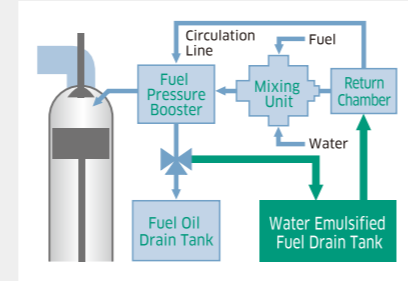 Circulation
Line
Fuel
Fuel
Pressure
Booster
Mixing
Unit
Return
Chamber
Water
Fuel Oil
Drain Tank
Water Emulsified
Fuel Drain Tank